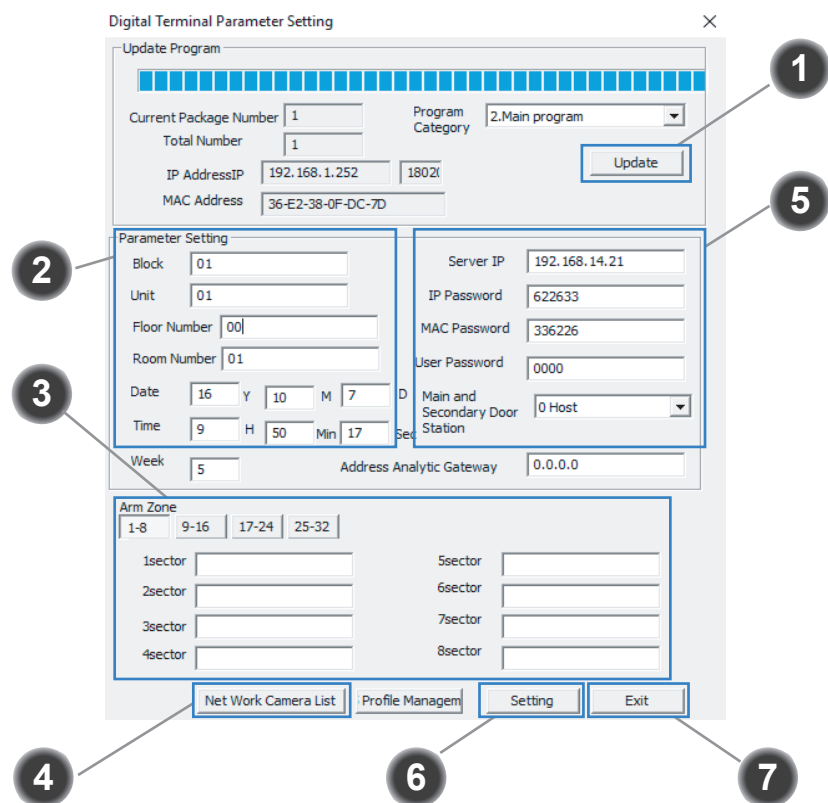 Digital Terminal Parameter Setting
Update Program
1
Current Package Number 1
Program Category 2.Main program
Total Number 1
Update
IP AddressIP 192.168.1.252 1802
MAC Address 36-E2-38-0F-DC-7D
5
Parameter Setting
2
Block 01
Server IP 192.168.14.21
Unit 01
IP Password 622633
Floor Number 00
MAC Password 336226
Room Number 01
User Password 0000
3
Date 16 Y 10 M 7 D
Main and Secondary Door Station 0 Host
Time 9 H 50 Min 17 Sec
Week 5
Address Analytic Gateway 0.0.0.0
Arm Zone
1-8 9-16 17-24 25-32
1sector 5sector
2sector 6sector
3sector 7sector
4sector 8sector
Net Work Camera List Profile Managem Setting Exit
4 6 7